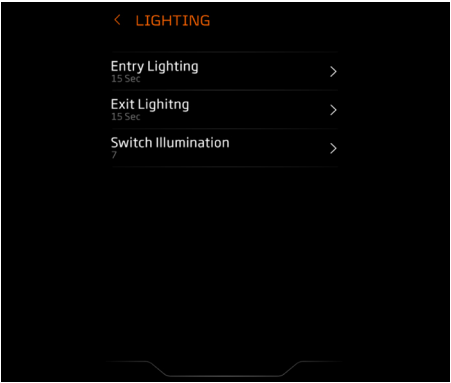 LIGHTING
Entry Lighting
15 Sec
Exit Lighitng
15 Sec
Switch Illumination
7